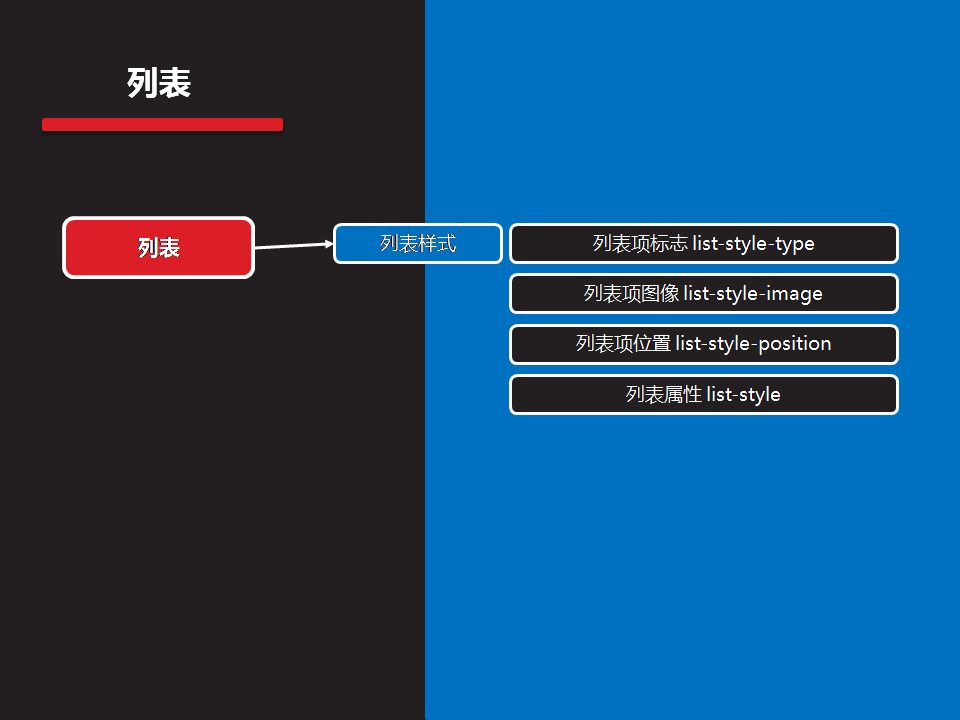 列表
列表
列表样式
列表项标志 list-style-type
列表项图像 list-style-image
列表项位置 list-style-position
列表属性 list-style